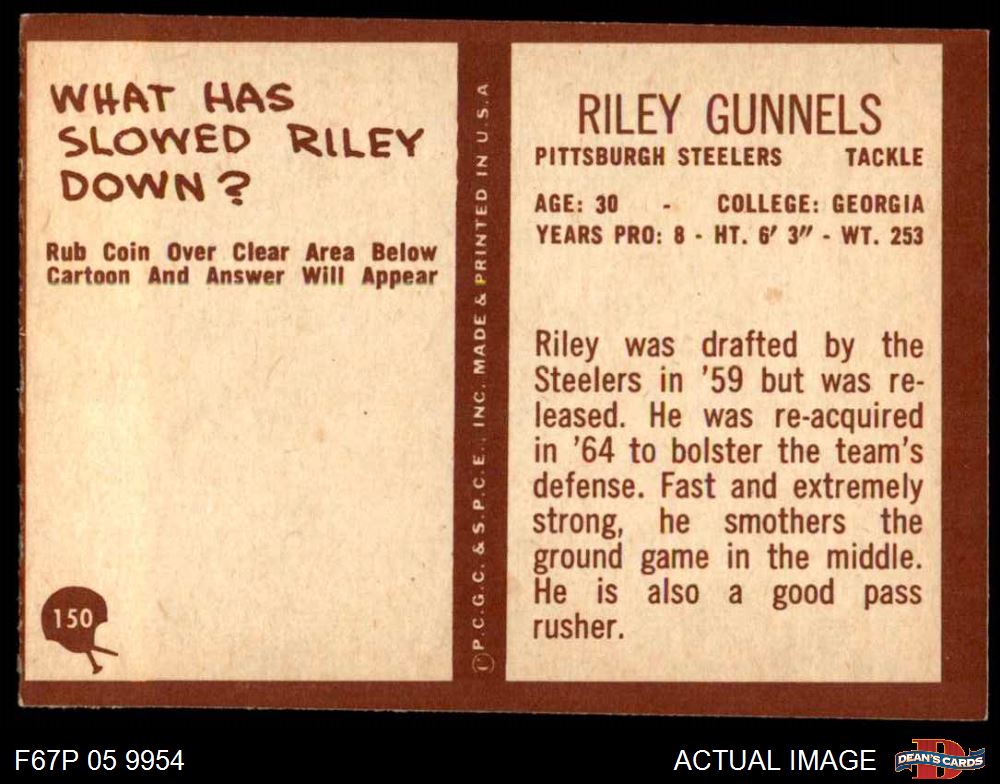 WHAT HAS
SLOWED RILEY
DOWN?
Rub Coin Over Clear Area Below
Cartoon And Answer Will Appear
150
©P.C.G.C. & S.P.C.E., INC. MADE & PRINTED IN U.S.A
RILEY GUNNELS
PITTSBURGH STEELERS TACKLE
AGE: 30 - COLLEGE: GEORGIA
YEARS PRO: 8 - HT. 6′ 3″ - WT. 253
Riley was drafted by the
Steelers in '59 but was re-
leased. He was re-acquired
in '64 to bolster the team's
defense. Fast and extremely
strong, he smothers the
ground game in the middle.
He is also a good pass
rusher.
F67P 05 9954
ACTUAL IMAGE
DEAN'S CARDS